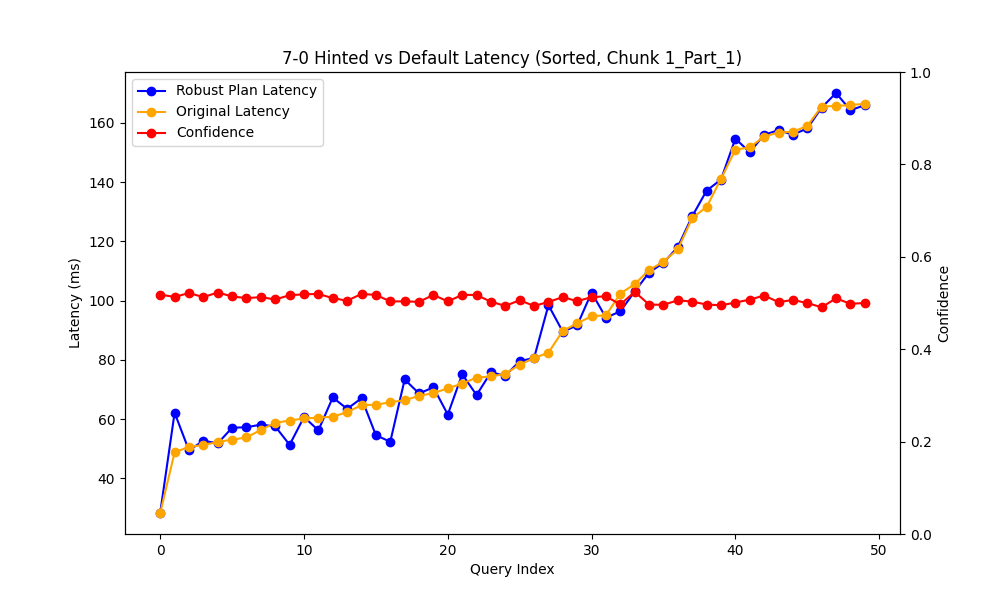 7-0 Hinted vs Default Latency (Sorted, Chunk 1_Part_1)
Robust Plan Latency
Original Latency
Confidence
Latency (ms)
160
140
120
100
80
60
40
1.0
0.8
0.6
0.4
0.2
0.0
Confidence
0 10 20 30 40 50
Query Index